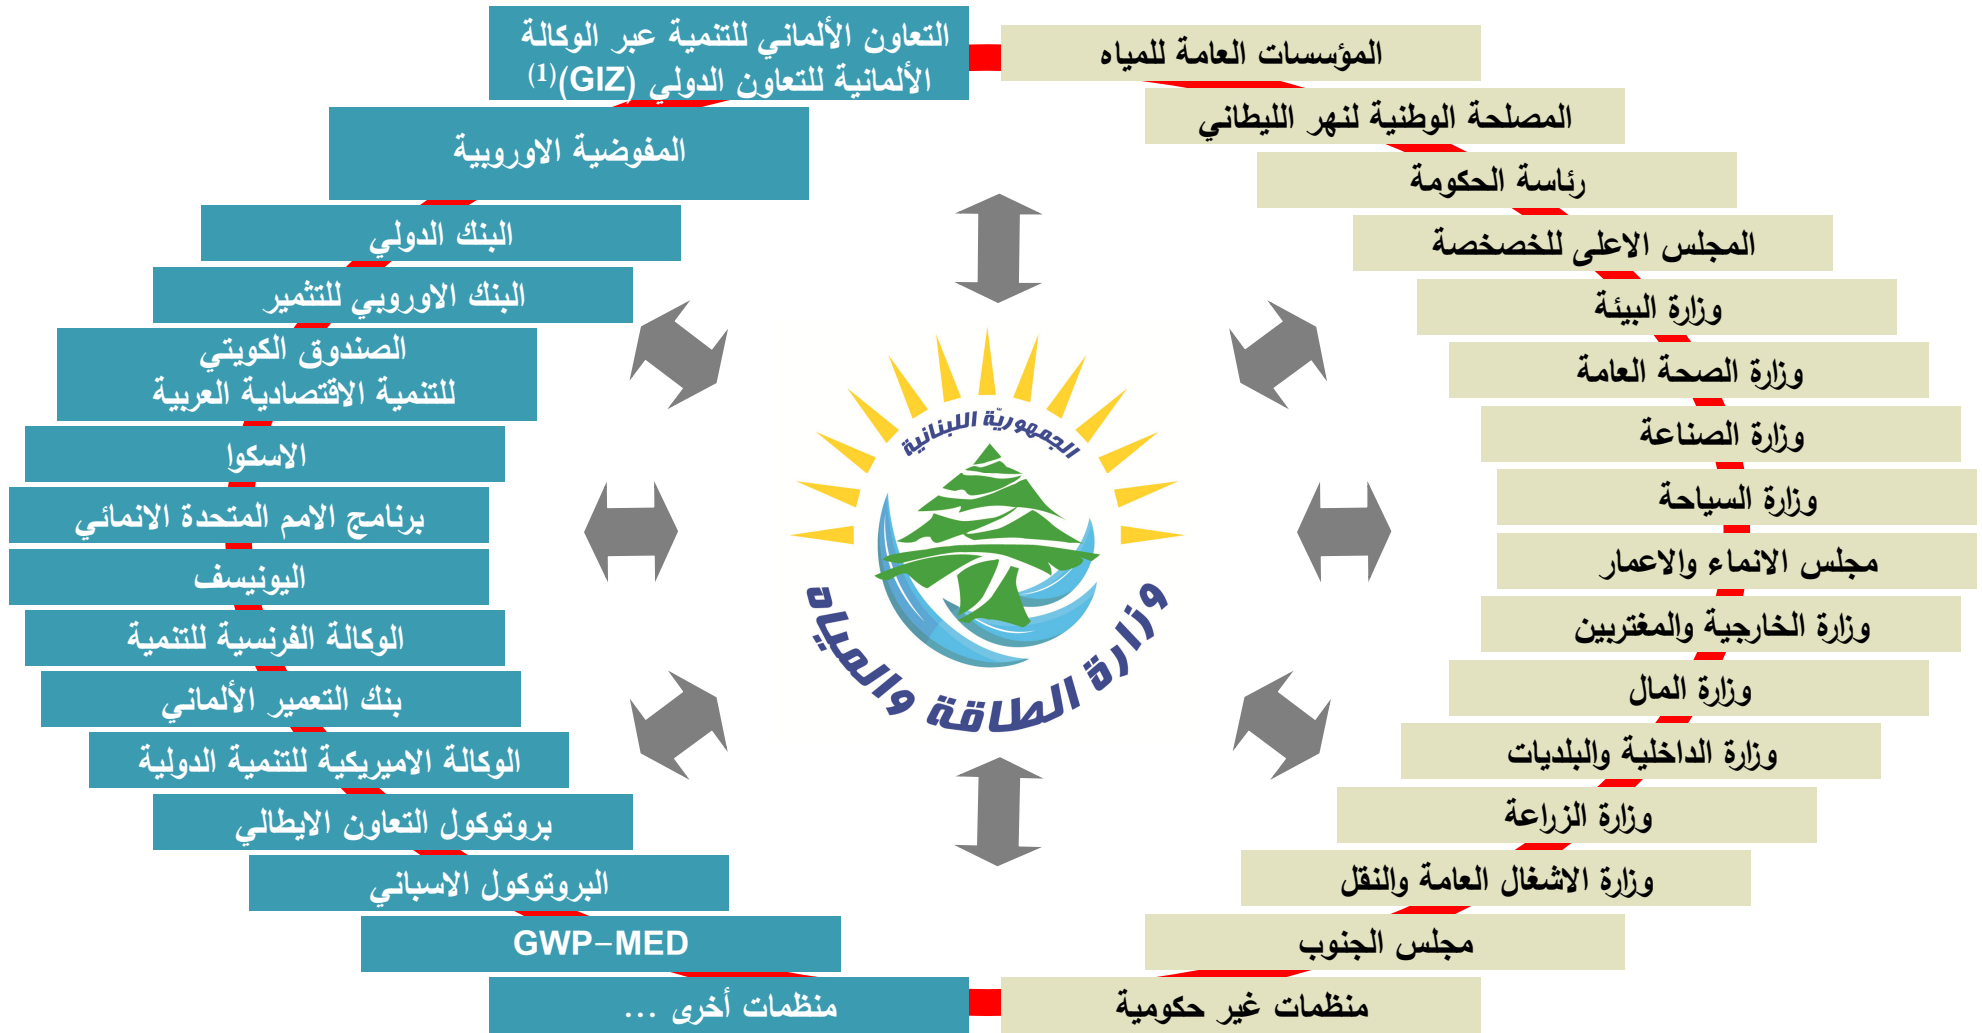 المؤسسات العامة للمياه
المصلحة الوطنية لنهر الليطاني
رئاسة الحكومة
المجلس الاعلى للخصخصة
وزارة البيئة
وزارة الصحة العامة
وزارة الصناعة
وزارة السياحة
مجلس الانماء والاعمار
وزارة الخارجية والمغتربين
وزارة المال
وزارة الداخلية والبلديات
وزارة الزراعة
وزارة الاشغال العامة والنقل
مجلس الجنوب
منظمات غير حكومية
الجمهوريّة اللبنانية
وزارة الطاقة والمياه
التعاون الألماني للتنمية عبر الوكالة
الألمانية للتعاون الدولي (GIZ)(1)
المفوضية الاوروبية
البنك الدولي
البنك الاوروبي للتثمير
الصندوق الكويتي
للتنمية الاقتصادية العربية
الاسكوا
برنامج الامم المتحدة الانمائي
اليونيسف
الوكالة الفرنسية للتنمية
بنك التعمير الألماني
الوكالة الاميريكية للتنمية الدولية
بروتوكول التعاون الايطالي
البروتوكول الاسباني
GWP-MED
منظمات أخرى ...